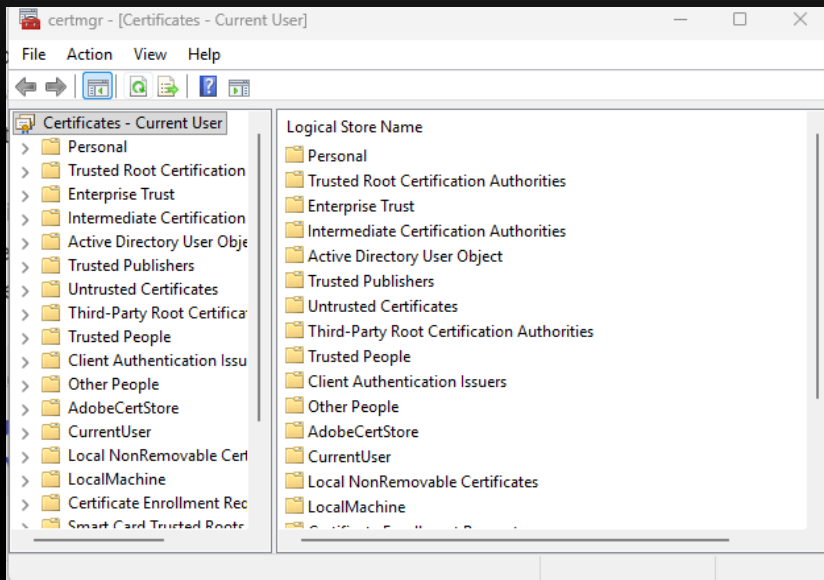 certmgr - [Certificates - Current User]
File Action View Help
Certificates - Current User
Personal
Trusted Root Certification
Enterprise Trust
Intermediate Certification
Active Directory User Obje
Trusted Publishers
Untrusted Certificates
Third-Party Root Certifica
Trusted People
Client Authentication Issu
Other People
AdobeCertStore
CurrentUser
Local NonRemovable Cert
LocalMachine
Certificate Enrollment Req
Smart Card Trusted Roots
Logical Store Name
Personal
Trusted Root Certification Authorities
Enterprise Trust
Intermediate Certification Authorities
Active Directory User Object
Trusted Publishers
Untrusted Certificates
Third-Party Root Certification Authorities
Trusted People
Client Authentication Issuers
Other People
AdobeCertStore
CurrentUser
Local NonRemovable Certificates
LocalMachine